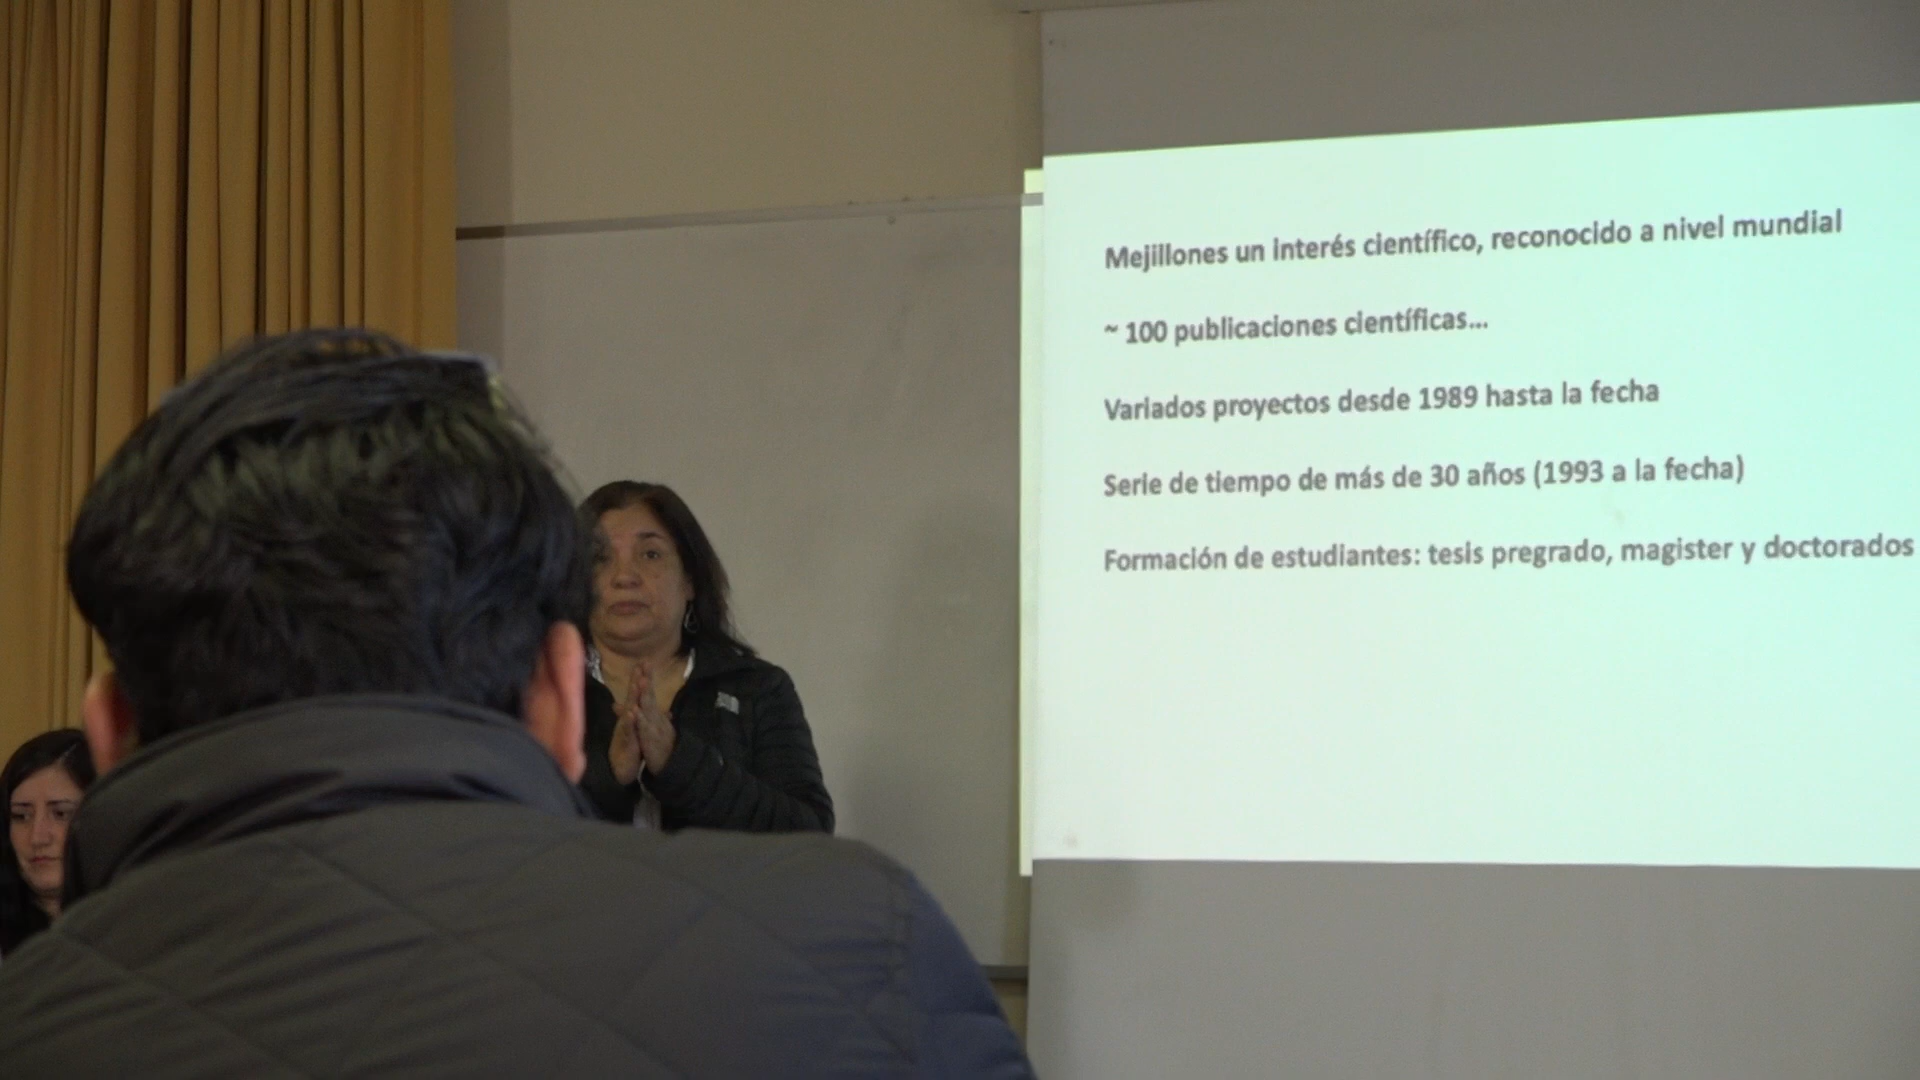 Mejillones un interés científico, reconocido a nivel mundial
~ 100 publicaciones científicas...
Variados proyectos desde 1989 hasta la fecha
Serie de tiempo de más de 30 años (1993 a la fecha)
Formación de estudiantes: tesis pregrado, magister y doctorados